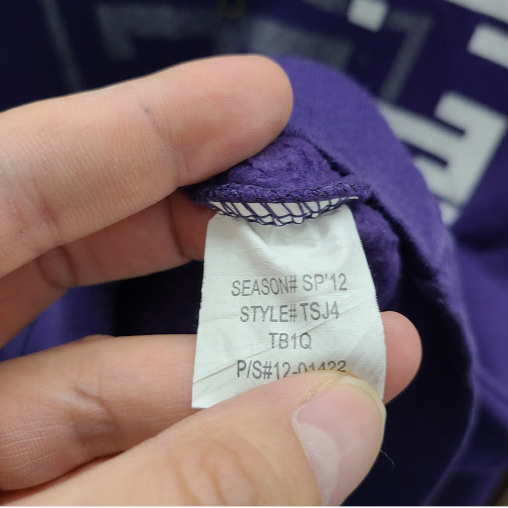 SEASON# SP'12
STYLE# TSJ4
TB1Q
P/S#12-01422